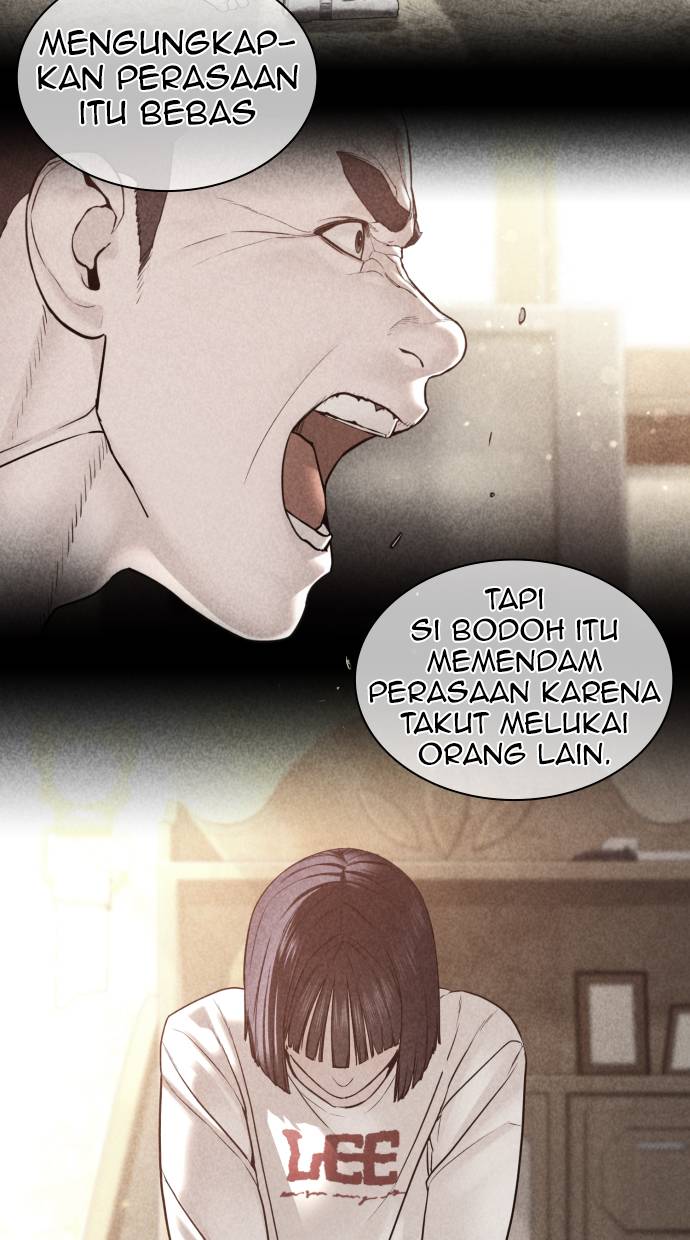 MENGUNGKAP-
KAN PERASAAN
ITU BEBAS
TAPI
SI BODOH ITU
MEMENDAM
PERASAAN KARENA
TAKUT MELUKAI
ORANG LAIN.
LEE